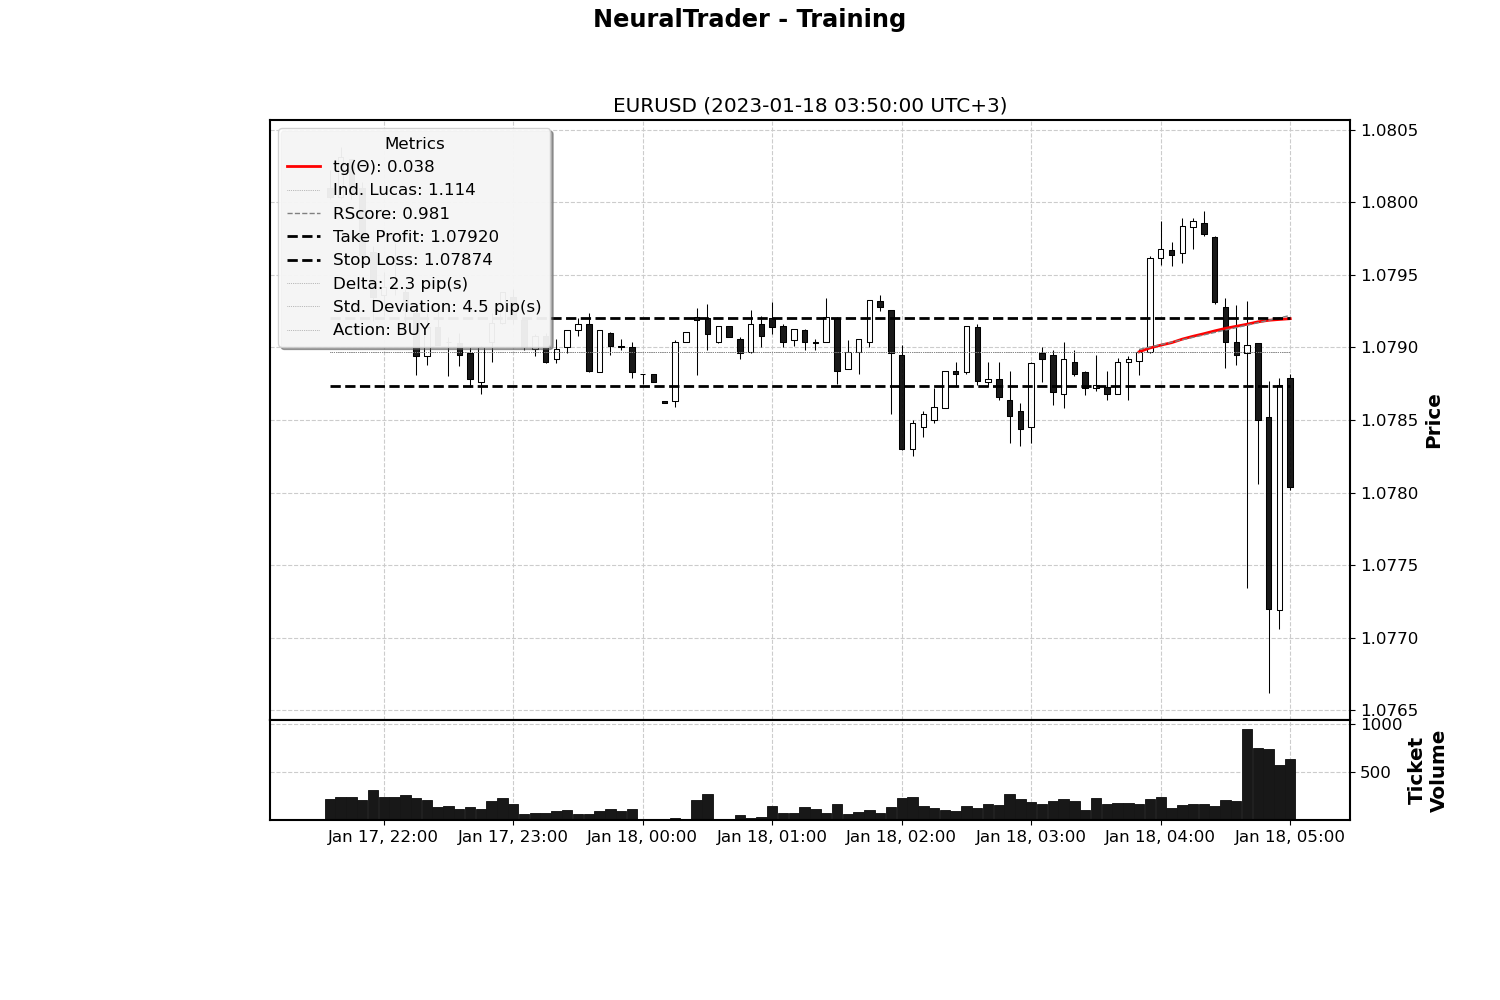 NeuralTrader - Training
EURUSD (2023-01-18 03:50:00 UTC+3)
Metrics
tg(Θ): 0.038
Ind. Lucas: 1.114
RScore: 0.981
Take Profit: 1.07920
Stop Loss: 1.07874
Delta: 2.3 pip(s)
Std. Deviation: 4.5 pip(s)
Action: BUY
1.0805
1.0800
1.0795
1.0790
1.0785
1.0780
1.0775
1.0770
1.0765
Price
1000
500
Ticket
Volume
Jan 17, 22:00
Jan 17, 23:00
Jan 18, 00:00
Jan 18, 01:00
Jan 18, 02:00
Jan 18, 03:00
Jan 18, 04:00
Jan 18, 05:00